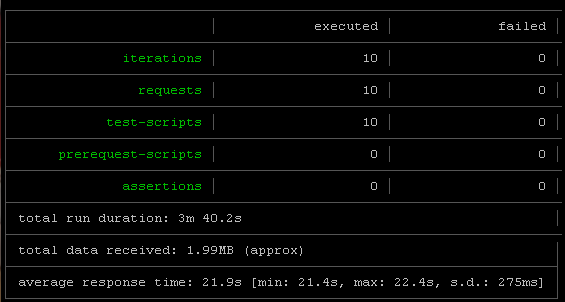 executed failed
iterations 10 0
requests 10 0
test-scripts 10 0
prerequest-scripts 0 0
assertions 0 0
total run duration: 3m 40.2s
total data received: 1.99MB (approx)
average response time: 21.9s [min: 21.4s, max: 22.4s, s.d.: 275ms]